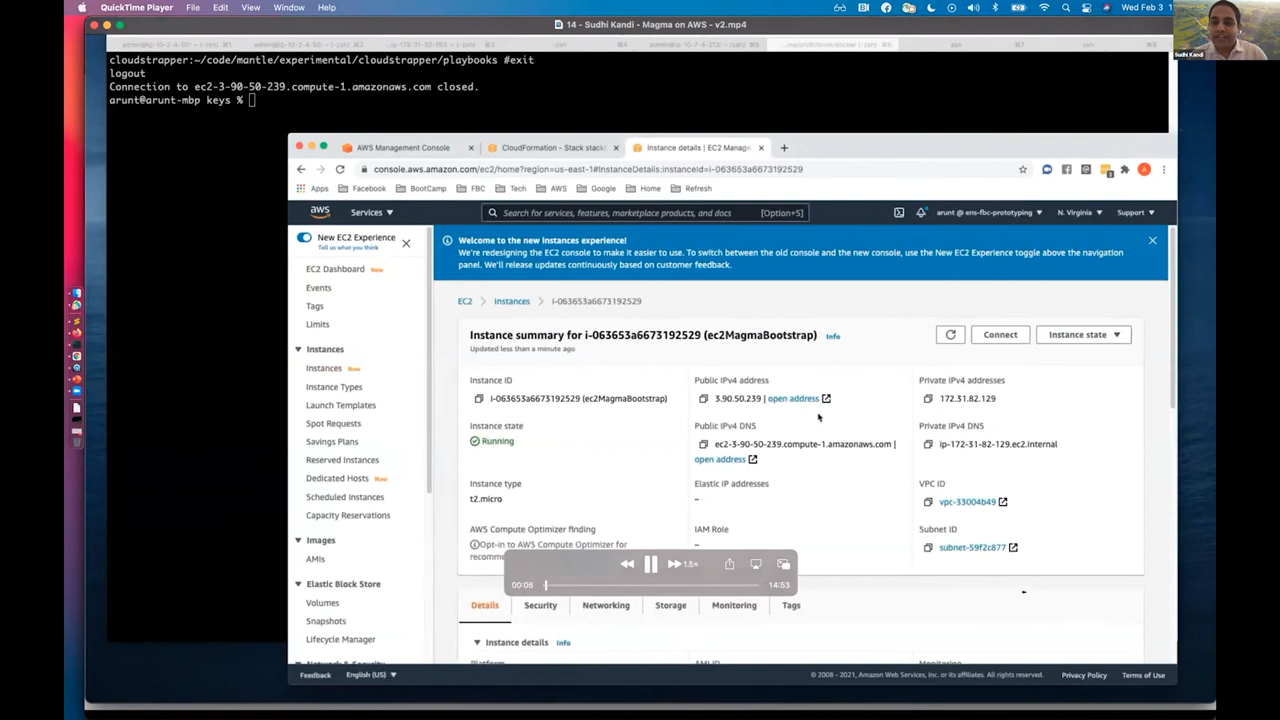 QuickTime Player File Edit View Window Help
Wed Feb 3 1
14 - Sudhi Kandi - Magma on AWS - v2.mp4
Sudhi Kandi
cloudstrapper:~/code/mantle/experimental/cloudstrapper/playbooks #exit
logout
Connection to ec2-3-90-50-239.compute-1.amazonaws.com closed.
arunt@arunt-mbp keys %
AWS Management Console
CloudFormation - Stack stack
Instance details | EC2 Manag
console.aws.amazon.com/ec2/home?region=us-east-1#InstanceDetails:instanceId=i-063653a6673192529
Apps Facebook BootCamp FBC Tech AWS Google Home Refresh
aws Services Search for services, features, marketplace products, and docs [Option+S] arunt @ ens-fbc-prototyping N. Virginia Support
New EC2 Experience
Tell us what you think
EC2 Dashboard New
Events
Tags
Limits
Instances
Instances New
Instance Types
Launch Templates
Spot Requests
Savings Plans
Reserved Instances
Dedicated Hosts New
Scheduled Instances
Capacity Reservations
Images
AMIs
Elastic Block Store
Volumes
Snapshots
Lifecycle Manager
Welcome to the new instances experience!
We're redesigning the EC2 console to make it easier to use. To switch between the old console and the new console, use the New EC2 Experience toggle above the navigation
panel. We'll release updates continuously based on customer feedback.
EC2 Instances i-063653a6673192529
Instance summary for i-063653a6673192529 (ec2MagmaBootstrap) Info
Updated less than a minute ago
Connect
Instance state
Instance ID
i-063653a6673192529 (ec2MagmaBootstrap)
Public IPv4 address
3.90.50.239 | open address
Private IPv4 addresses
172.31.82.129
Instance state
Running
Public IPv4 DNS
ec2-3-90-50-239.compute-1.amazonaws.com |
open address
Private IPv4 DNS
ip-172-31-82-129.ec2.internal
Instance type
t2.micro
Elastic IP addresses
–
VPC ID
vpc-33004b49
AWS Compute Optimizer finding
Opt-in to AWS Compute Optimizer for
IAM Role
–
Subnet ID
subnet-59f2c877
1.5×
00:06
14:53
Details Security Networking Storage Monitoring Tags
Instance details Info
Feedback English (US)
© 2008 - 2021, Amazon Web Services, Inc. or its affiliates. All rights reserved. Privacy Policy Terms of Use